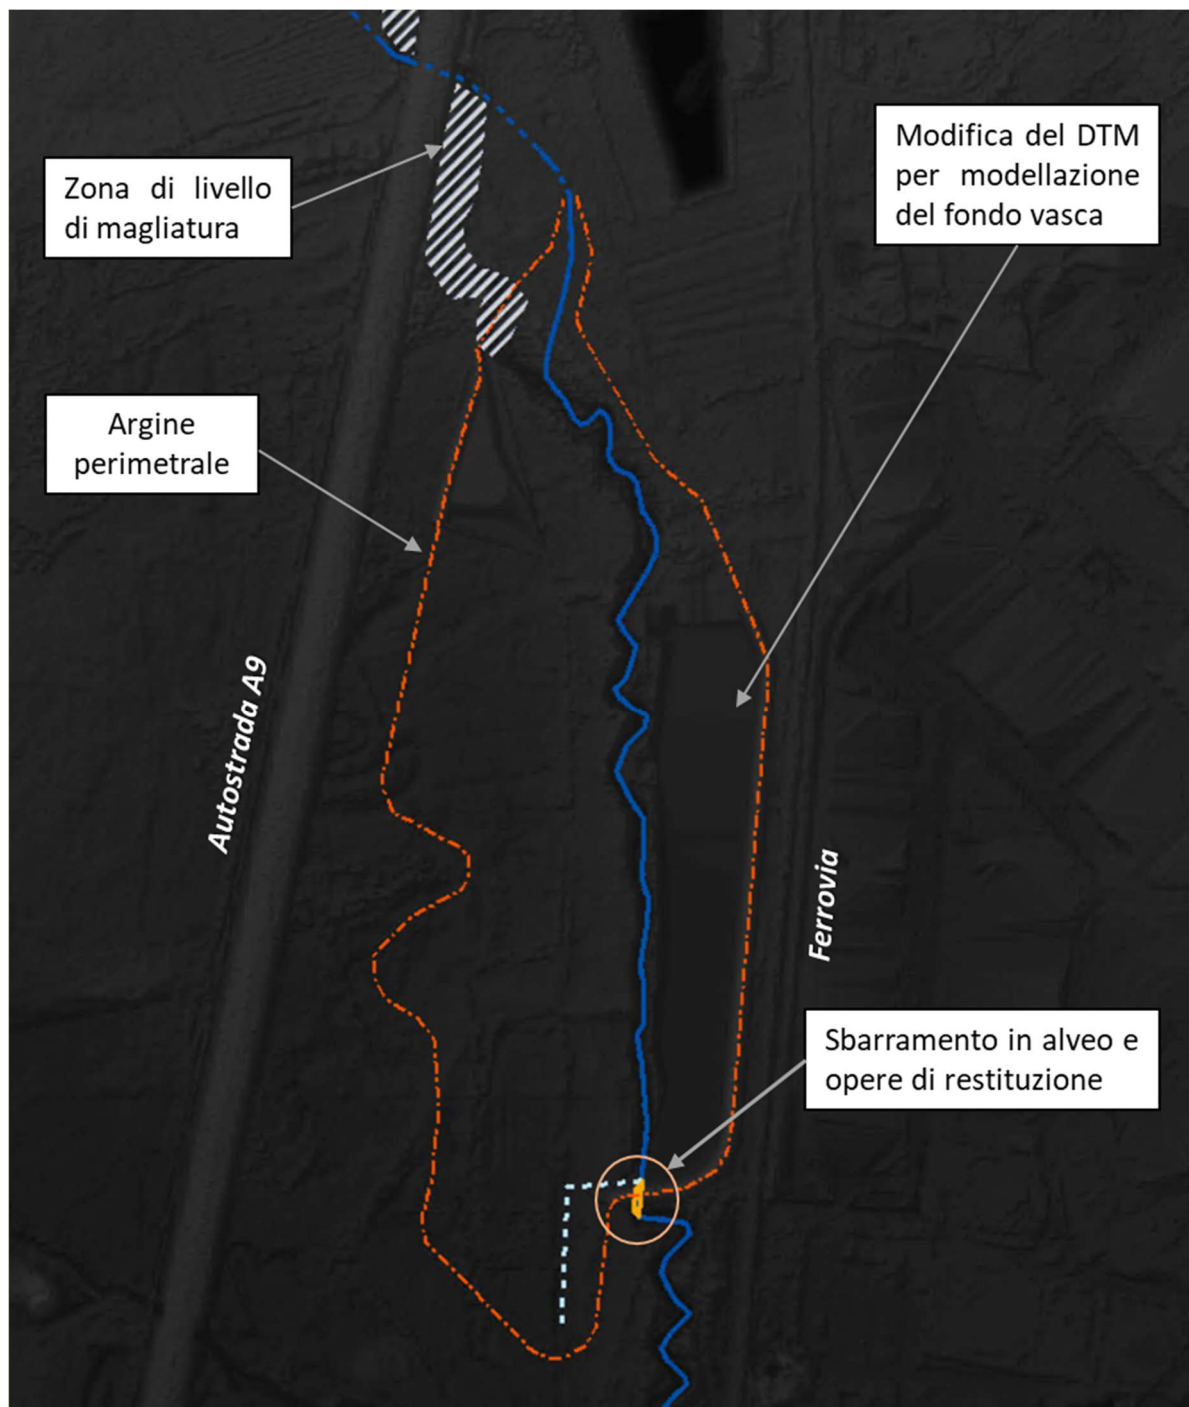 Modifica del DTM
per modellazione
del fondo vasca
Zona di livello
di magliatura
Argine
perimetrale
Autostrada A9
Ferrovia
Sbarramento in alveo e
opere di restituzione